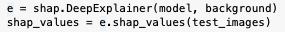 e = shap.DeepExplainer(model, background)
shap_values = e.shap_values(test_images)